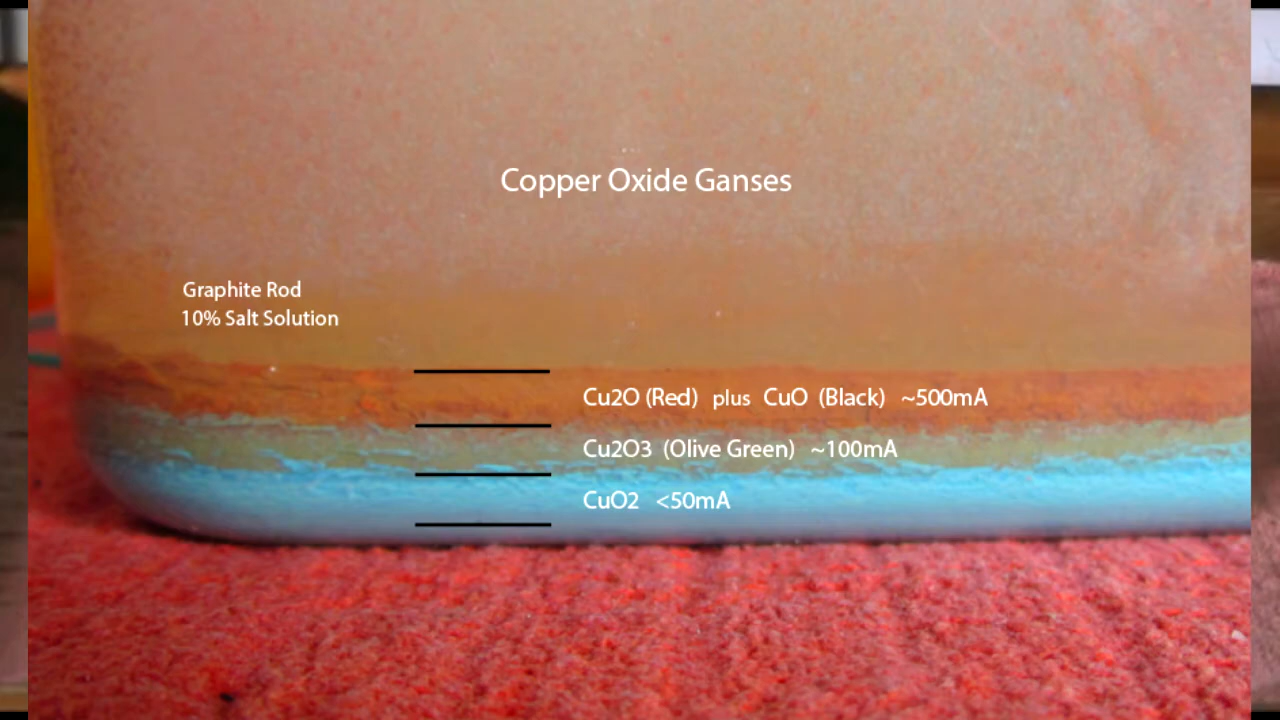 Copper Oxide Ganses
Graphite Rod
10% Salt Solution
Cu2O (Red) plus CuO (Black) ~500mA
Cu2O3 (Olive Green) ~100mA
CuO2 <50mA